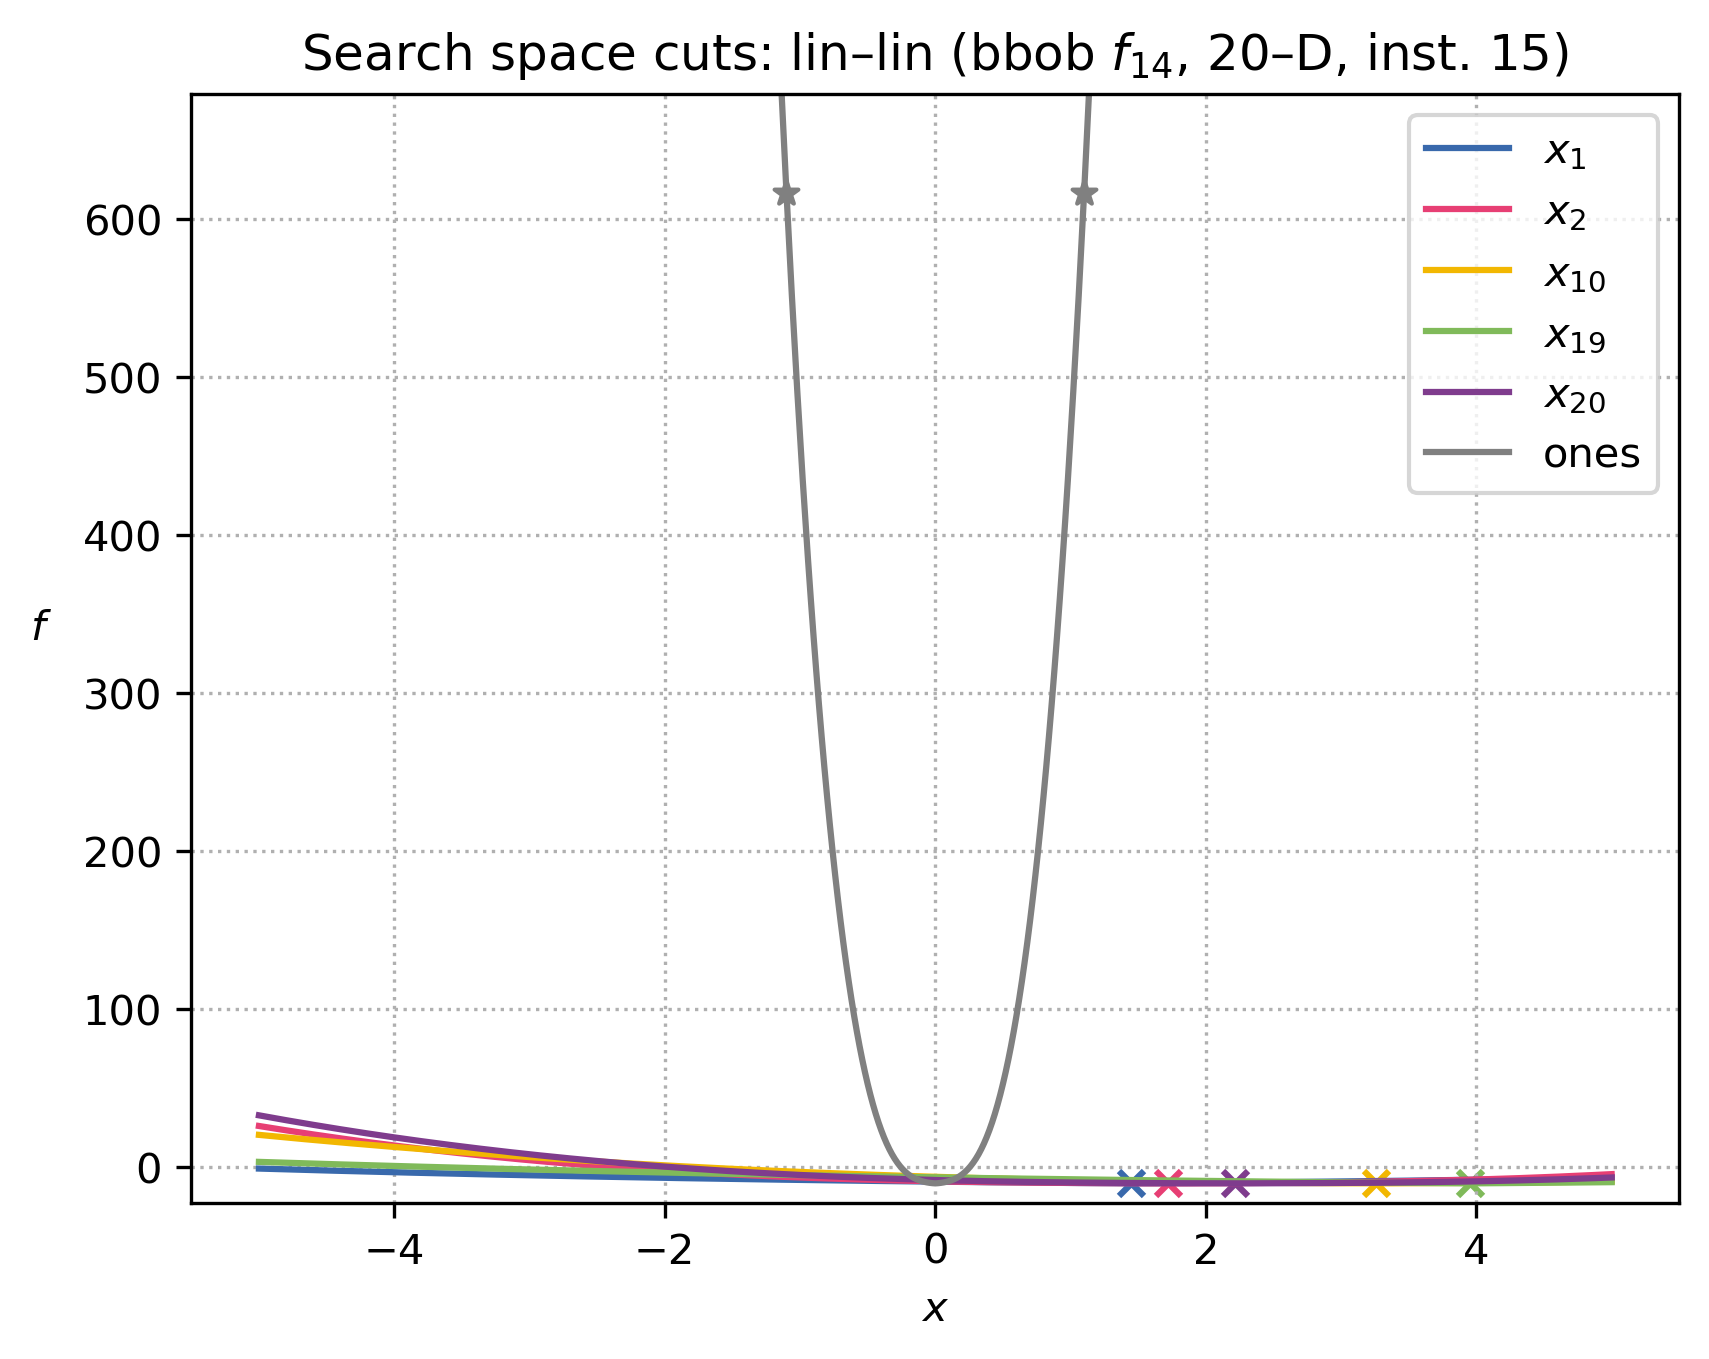 Search space cuts: lin–lin (bbob f14, 20–D, inst. 15)
x1
x2
x10
x19
x20
ones
600
500
400
300
200
100
0
f
−4 −2 0 2 4
x